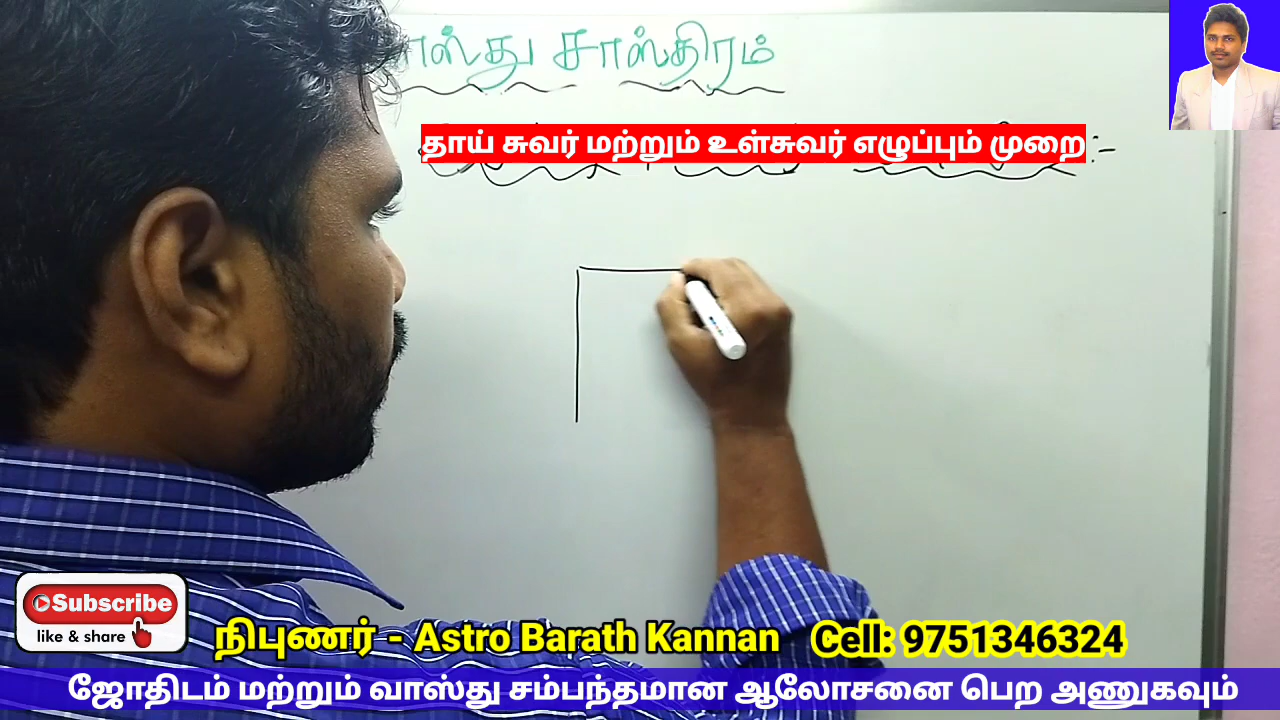 சாஸ்திரம்
தாய் சுவர் மற்றும் உள்சுவர் எழுப்பும் முறை :-
Subscribe
like & share
நிபுணர் - Astro Barath Kannan Cell: 9751346324
ஜோதிடம் மற்றும் வாஸ்து சம்பந்தமான ஆலோசனை பெற அணுகவும்